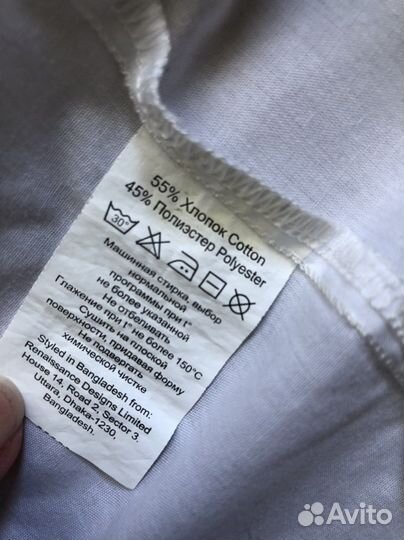 55% Хлопок Cotton
45% Полиэстер Polyester
30°
Машинная стирка, выбор
нормальной
программы при t°
не более указанной
Не отбеливать
Глажение при t° не более 150°C
Сушить на плоской
поверхности, придавая форму
Не подвергать
химической чистке
Styled in Bangladesh from:
Renaissance Designs Limited
House 14, Road 2, Sector 3.
Uttara, Dhaka-1230,
Bangladesh.
Avito